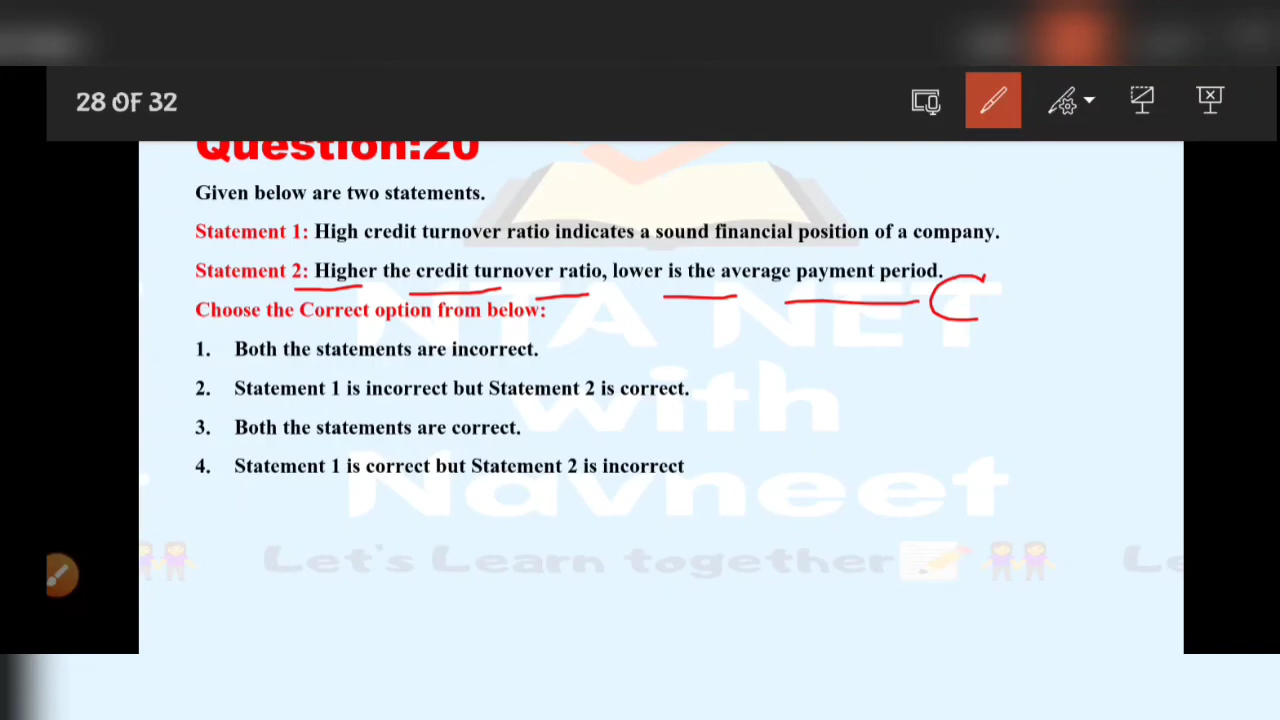 28 OF 32
Question:20
Given below are two statements.
Statement 1: High credit turnover ratio indicates a sound financial position of a company.
Statement 2: Higher the credit turnover ratio, lower is the average payment period.
Choose the Correct option from below:
1. Both the statements are incorrect.
2. Statement 1 is incorrect but Statement 2 is correct.
3. Both the statements are correct.
4. Statement 1 is correct but Statement 2 is incorrect
NTA NET
with
Navneet
Let's Learn together
Le